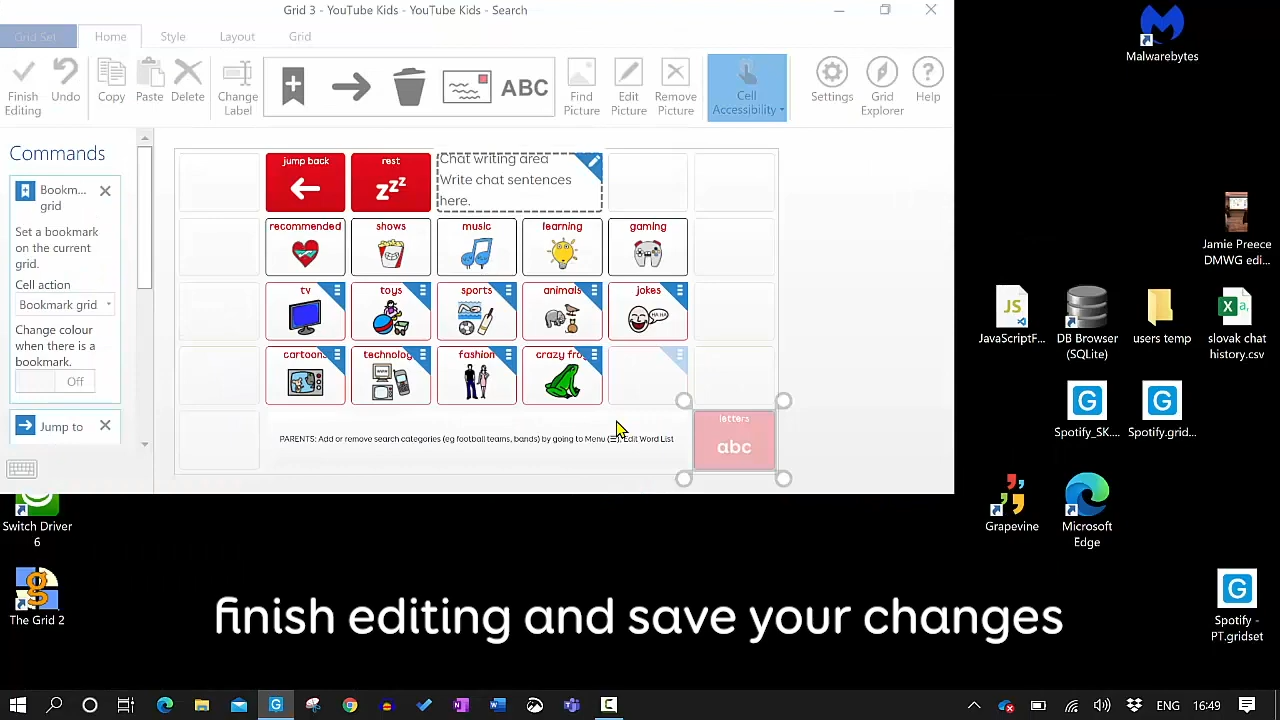 Grid 3 - YouTube Kids - Search
Grid Set
Home
Style
Layout
Grid
Finish Editing
Undo
Copy
Paste
Delete
Change Label
ABC
Find Picture
Edit Picture
Remove Picture
Cell Accessibility
Settings
Grid Explorer
Help
Commands
Bookm... grid
Set a bookmark
on the current
grid.
Cell action
Bookmark grid
Change colour
when there is a
bookmark.
Off
Jump to
jump back
rest
zzz
Chat writing area
Write chat sentences
here.
recommended
shows
music
learning
gaming
tv
toys
sports
animals
jokes
HA HA
cartoons
technolog
fashion
crazy fro
PARENTS: Add or remove search categories (eg football teams, bands) by going to Menu (☰) Edit Word List
letters
abc
Malwarebytes
Jamie Preece
DMWG edi...
JS
JavaScriptF...
DB Browser
(SQLite)
users temp
slovak chat
history.csv
Spotify_SK....
Spotify.grid...
Grapevine
Microsoft
Edge
Spotify -
PT.gridset
Switch Driver
6
The Grid 2
finish editing and save your changes
ENG
16:49